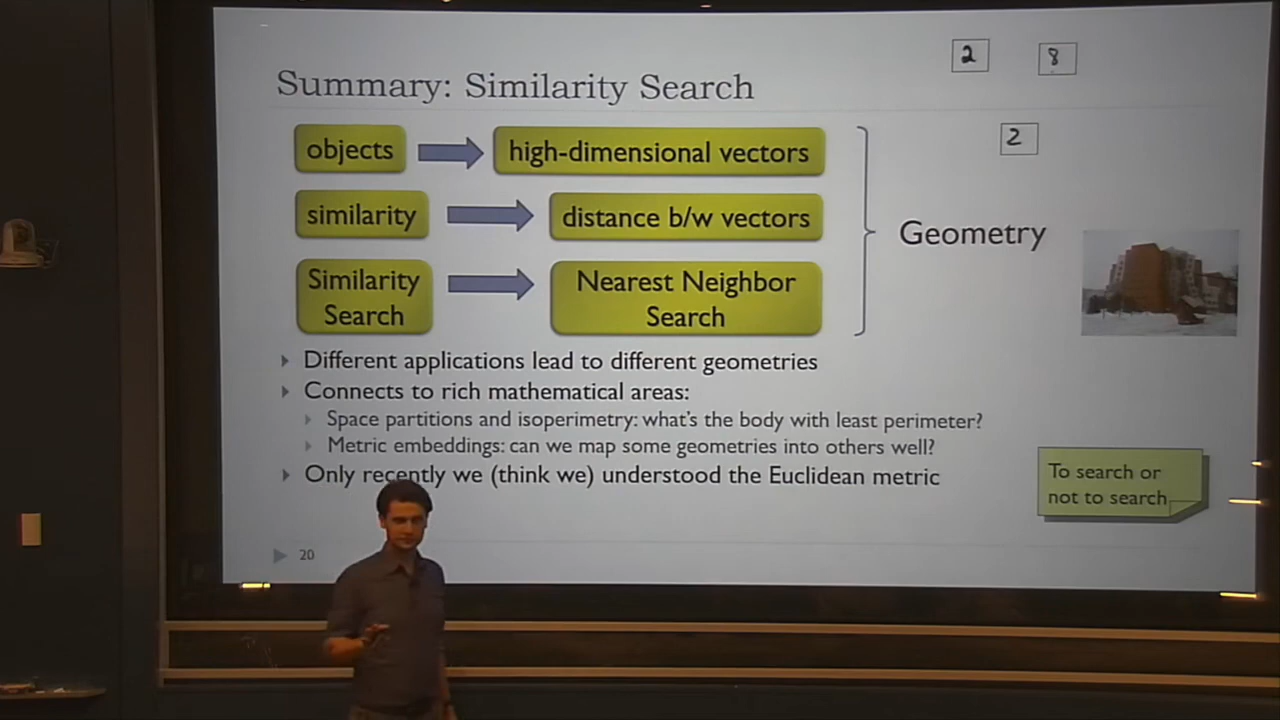 2
8
Summary: Similarity Search
objects
high-dimensional vectors
2
similarity
distance b/w vectors
Geometry
Similarity
Search
Nearest Neighbor
Search
Different applications lead to different geometries
Connects to rich mathematical areas:
Space partitions and isoperimetry: what's the body with least perimeter?
Metric embeddings: can we map some geometries into others well?
Only recently we (think we) understood the Euclidean metric
To search or
not to search
20